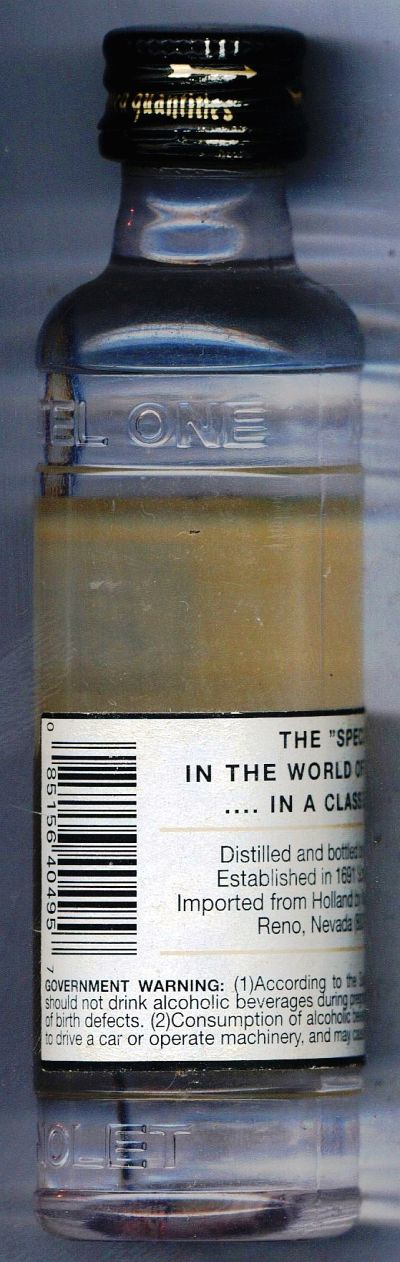 quantities
EL ONE
THE "SPEC
IN THE WORLD OF
.... IN A CLASS
Distilled and bottled
Established in 1691
Imported from Holland by
Reno, Nevada
0 85156 40495 7
GOVERNMENT WARNING: (1)According to the
should not drink alcoholic beverages during
of birth defects. (2)Consumption of alcoholic
to drive a car or operate machinery, and may
OLET